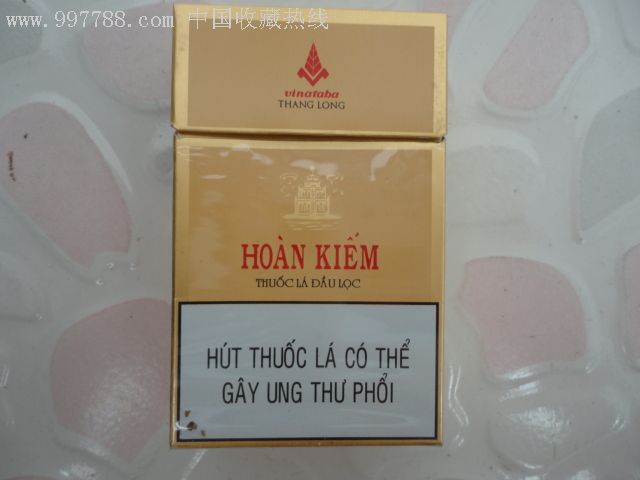 www.997788.com 中国收藏热线
vinataba
THANG LONG
HOÀN KIẾM
THUỐC LÁ ĐẦU LỌC
HÚT THUỐC LÁ CÓ THỂ
GÂY UNG THƯ PHỔI